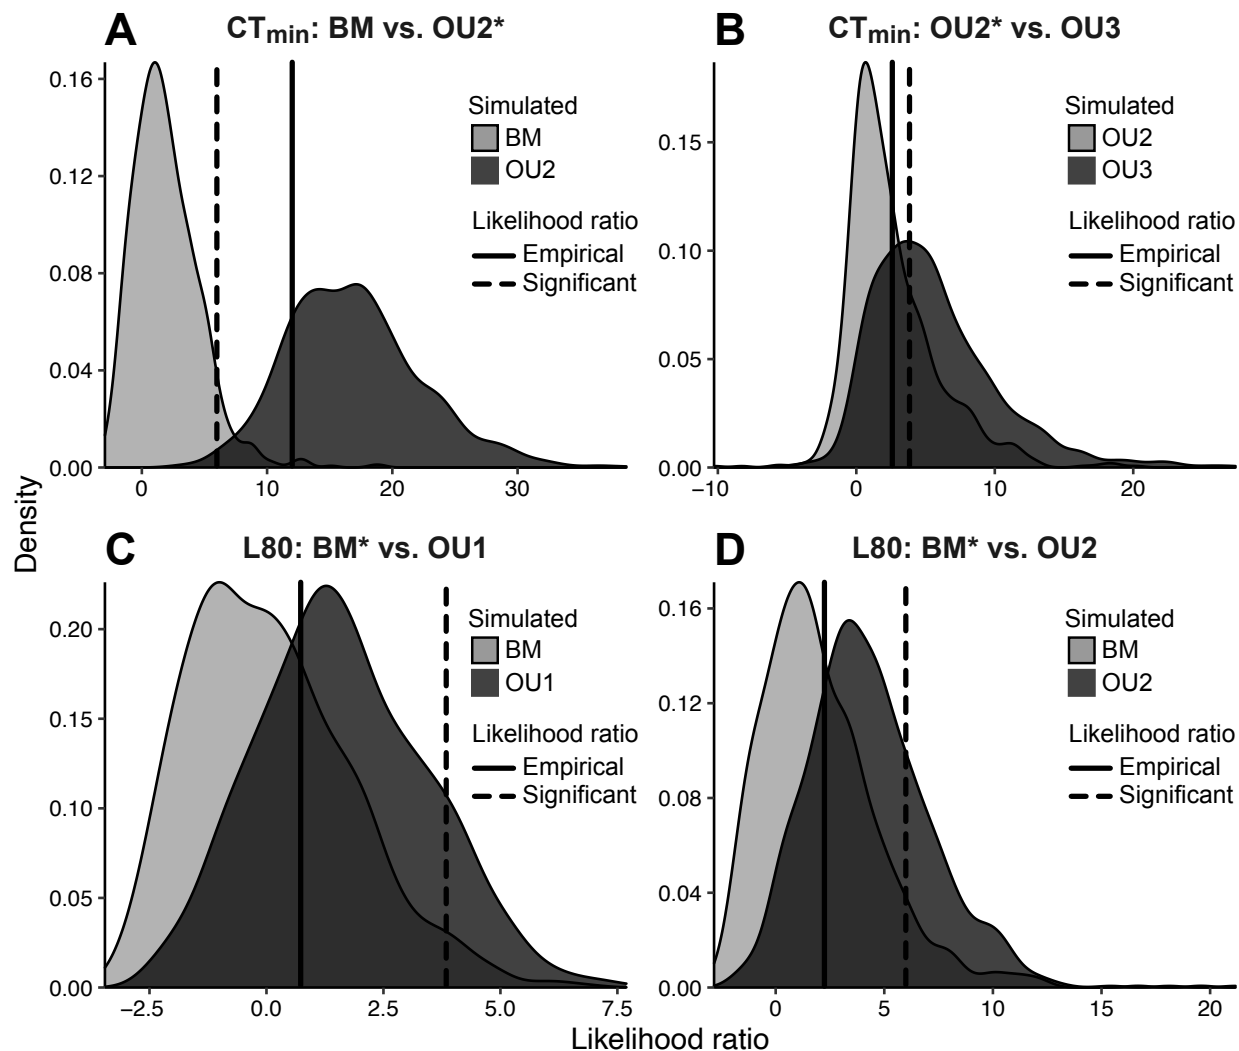 A
CTmin: BM vs. OU2*
0.16
0.12
0.08
0.04
0.00
0
10
20
30
Simulated
BM
OU2
Likelihood ratio
Empirical
Significant
B
CTmin: OU2* vs. OU3
0.15
0.10
0.05
0.00
−10
0
10
20
Simulated
OU2
OU3
Likelihood ratio
Empirical
Significant
Density
C
L80: BM* vs. OU1
0.20
0.15
0.10
0.05
0.00
−2.5
0.0
2.5
5.0
7.5
Simulated
BM
OU1
Likelihood ratio
Empirical
Significant
D
L80: BM* vs. OU2
0.16
0.12
0.08
0.04
0.00
0
5
10
15
20
Simulated
BM
OU2
Likelihood ratio
Empirical
Significant
Likelihood ratio